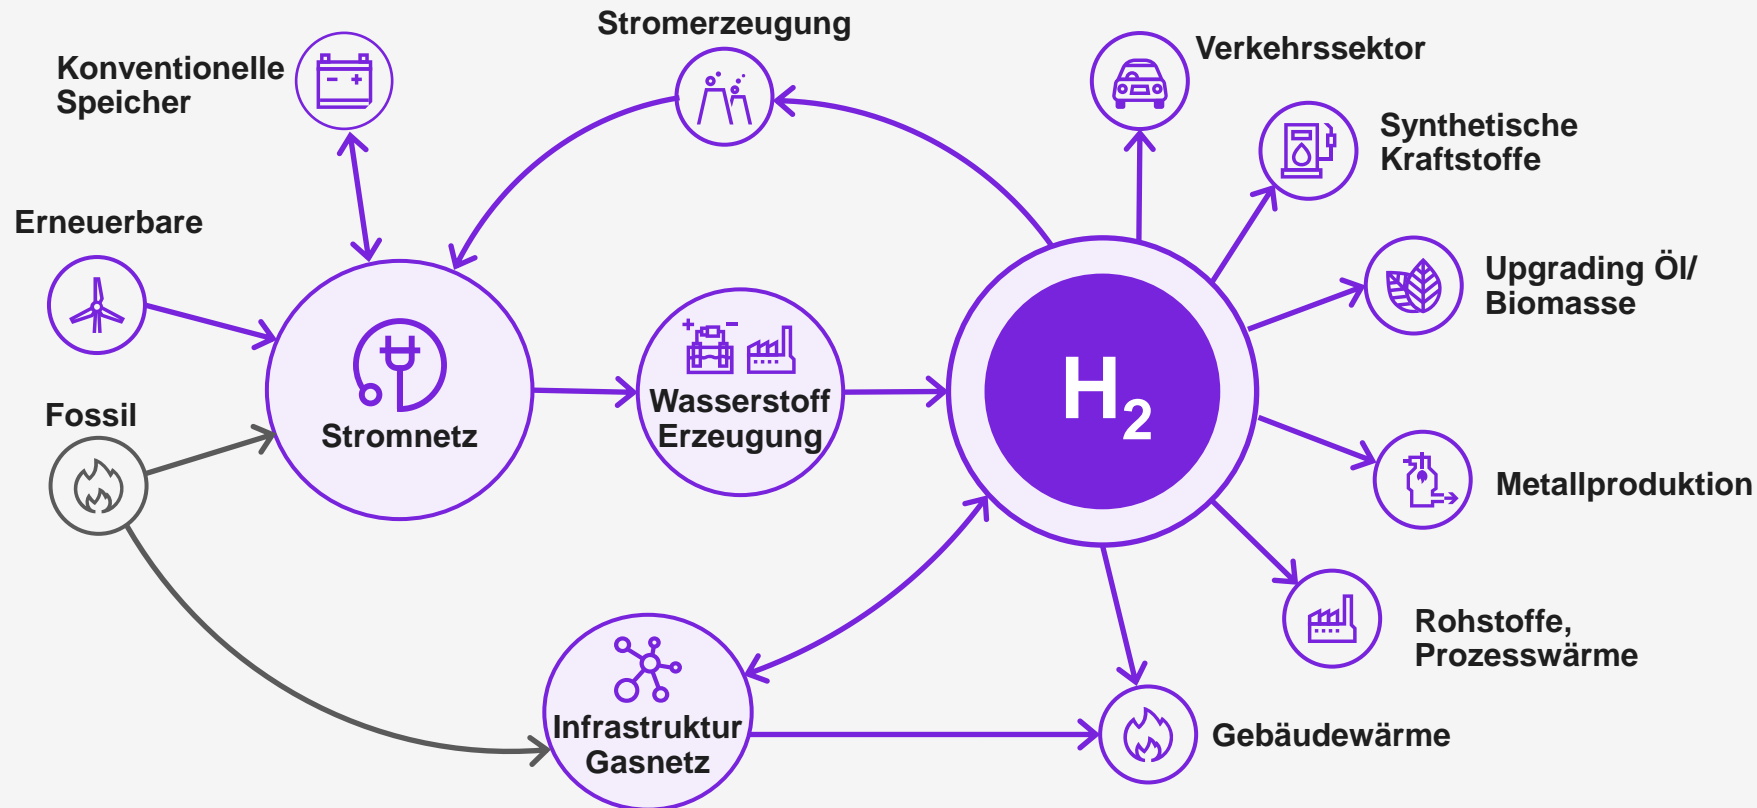 Stromerzeugung
Verkehrssektor
Konventionelle
Speicher
Synthetische
Kraftstoffe
Erneuerbare
Upgrading Öl/
Biomasse
H2
Wasserstoff
Erzeugung
Fossil
Stromnetz
Metallproduktion
Rohstoffe,
Prozesswärme
Infrastruktur
Gasnetz
Gebäudewärme